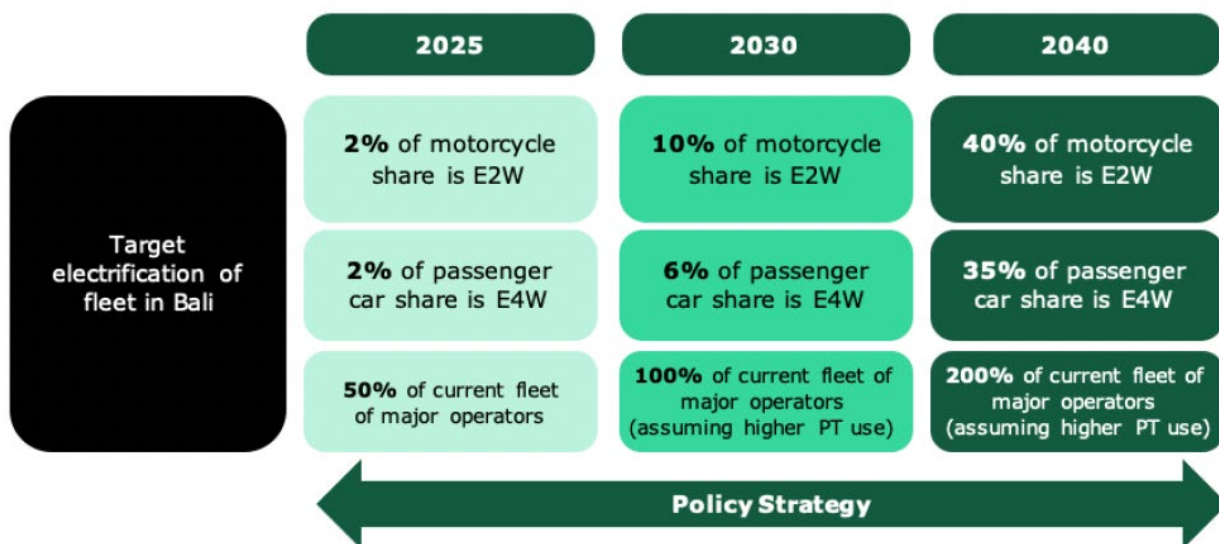 2025
2030
2040
Target
electrification of
fleet in Bali
2% of motorcycle
share is E2W
10% of motorcycle
share is E2W
40% of motorcycle
share is E2W
2% of passenger
car share is E4W
6% of passenger
car share is E4W
35% of passenger
car share is E4W
50% of current fleet
of major operators
100% of current fleet of
major operators
(assuming higher PT use)
200% of current fleet of
major operators
(assuming higher PT use)
Policy Strategy